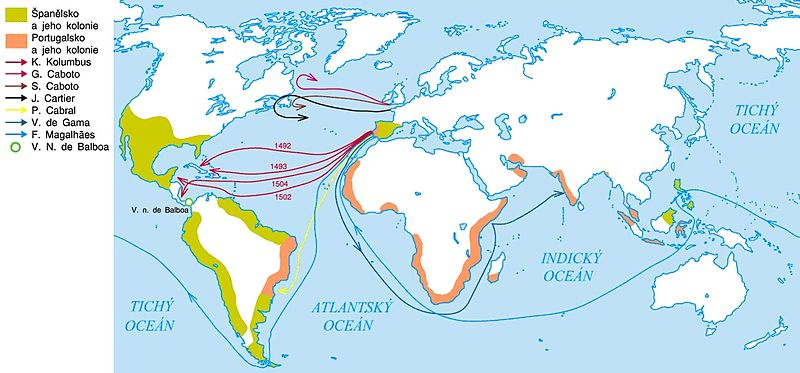 Španělsko
a jeho kolonie
Portugalsko
a jeho kolonie
K. Kolumbus
G. Caboto
S. Caboto
J. Cartier
P. Cabral
V. de Gama
F. Magalhães
V. N. de Balboa
TICHÝ
OCEÁN
1492
1493
1504
1502
V. n. de Balboa
INDICKÝ
OCEÁN
TICHÝ
OCEÁN
ATLANTSKÝ
OCEÁN